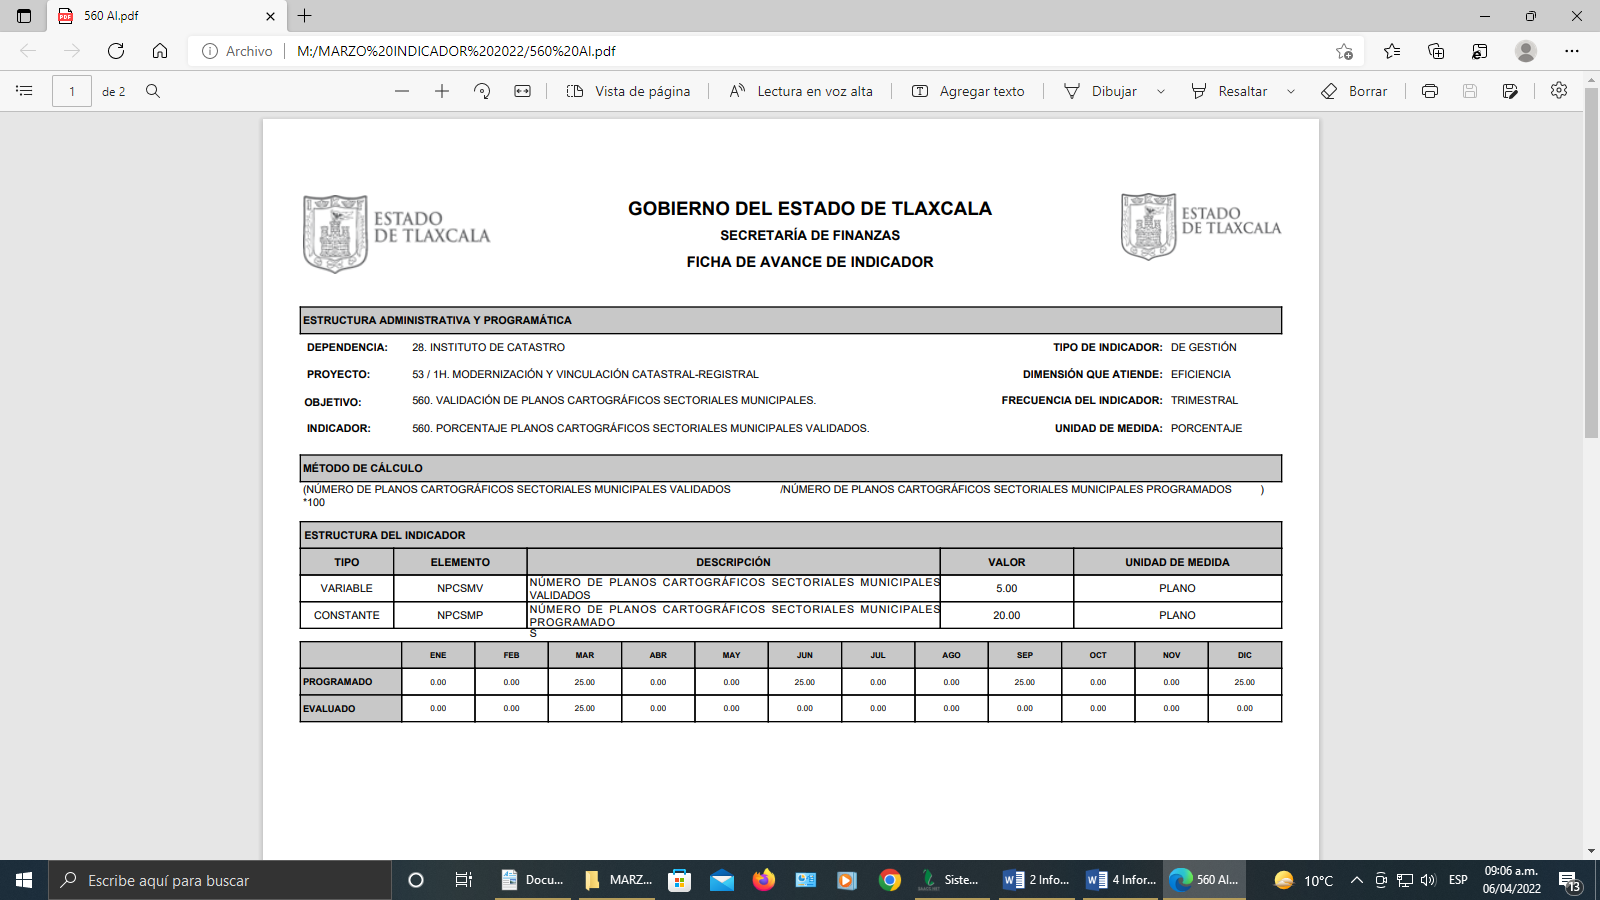 560 AI.pdf
Archivo
M:/MARZO%20INDICADOR%202022/560%20AI.pdf
1 de 2
Vista de página
Lectura en voz alta
Agregar texto
Dibujar
Resaltar
Borrar
ESTADO
DE TLAXCALA
GOBIERNO DEL ESTADO DE TLAXCALA
SECRETARÍA DE FINANZAS
FICHA DE AVANCE DE INDICADOR
ESTADO
DE TLAXCALA
ESTRUCTURA ADMINISTRATIVA Y PROGRAMÁTICA
DEPENDENCIA: 28. INSTITUTO DE CATASTRO TIPO DE INDICADOR: DE GESTIÓN
PROYECTO: 53 / 1H. MODERNIZACIÓN Y VINCULACIÓN CATASTRAL-REGISTRAL DIMENSIÓN QUE ATIENDE: EFICIENCIA
OBJETIVO: 560. VALIDACIÓN DE PLANOS CARTOGRÁFICOS SECTORIALES MUNICIPALES. FRECUENCIA DEL INDICADOR: TRIMESTRAL
INDICADOR: 560. PORCENTAJE PLANOS CARTOGRÁFICOS SECTORIALES MUNICIPALES VALIDADOS. UNIDAD DE MEDIDA: PORCENTAJE
MÉTODO DE CÁLCULO
(NÚMERO DE PLANOS CARTOGRÁFICOS SECTORIALES MUNICIPALES VALIDADOS /NÚMERO DE PLANOS CARTOGRÁFICOS SECTORIALES MUNICIPALES PROGRAMADOS )
*100
ESTRUCTURA DEL INDICADOR
TIPO ELEMENTO DESCRIPCIÓN VALOR UNIDAD DE MEDIDA
VARIABLE NPCSMV NÚMERO DE PLANOS CARTOGRÁFICOS SECTORIALES MUNICIPALES
VALIDADOS 5.00 PLANO
CONSTANTE NPCSMP NÚMERO DE PLANOS CARTOGRÁFICOS SECTORIALES MUNICIPALES
PROGRAMADO 20.00 PLANO
S
ENE FEB MAR ABR MAY JUN JUL AGO SEP OCT NOV DIC
PROGRAMADO 0.00 0.00 25.00 0.00 0.00 25.00 0.00 0.00 25.00 0.00 0.00 25.00
EVALUADO 0.00 0.00 25.00 0.00 0.00 0.00 0.00 0.00 0.00 0.00 0.00 0.00
Escribe aquí para buscar
Docu...
MARZ...
Siste...
2 Info...
4 Infor...
560 AI...
10°C
ESP
09:06 a.m.
06/04/2022
13